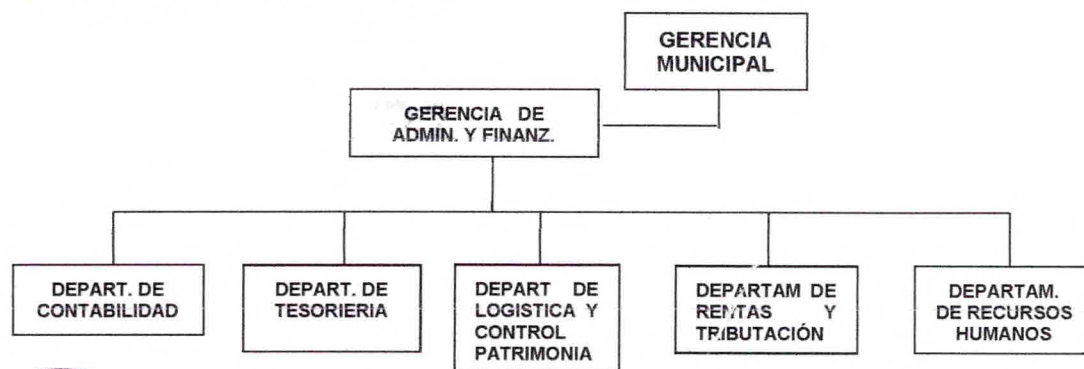 GERENCIA
MUNICIPAL
GERENCIA DE
ADMIN. Y FINANZ.
DEPART. DE
CONTABILIDAD
DEPART. DE
TESORIERIA
DEPART DE
LOGISTICA Y
CONTROL
PATRIMONIA
DEPARTAM DE
RENTAS Y
TRIBUTACIÓN
DEPARTAM.
DE RECURSOS
HUMANOS